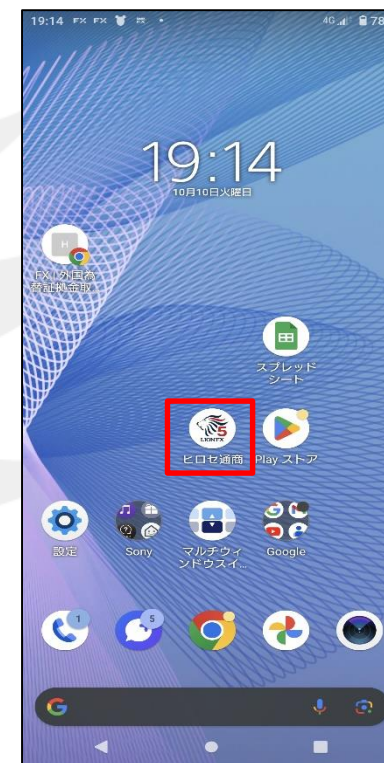 19:14 FX FX
4G 78
19:14
10月10日火曜日
H
FX（外国為
替証拠金取
スプレッド
シート
5
LIONFX
ヒロセ通商
Play ストア
設定
Sony
マルチウィ
ンドウスイ...
Google
1
5
G